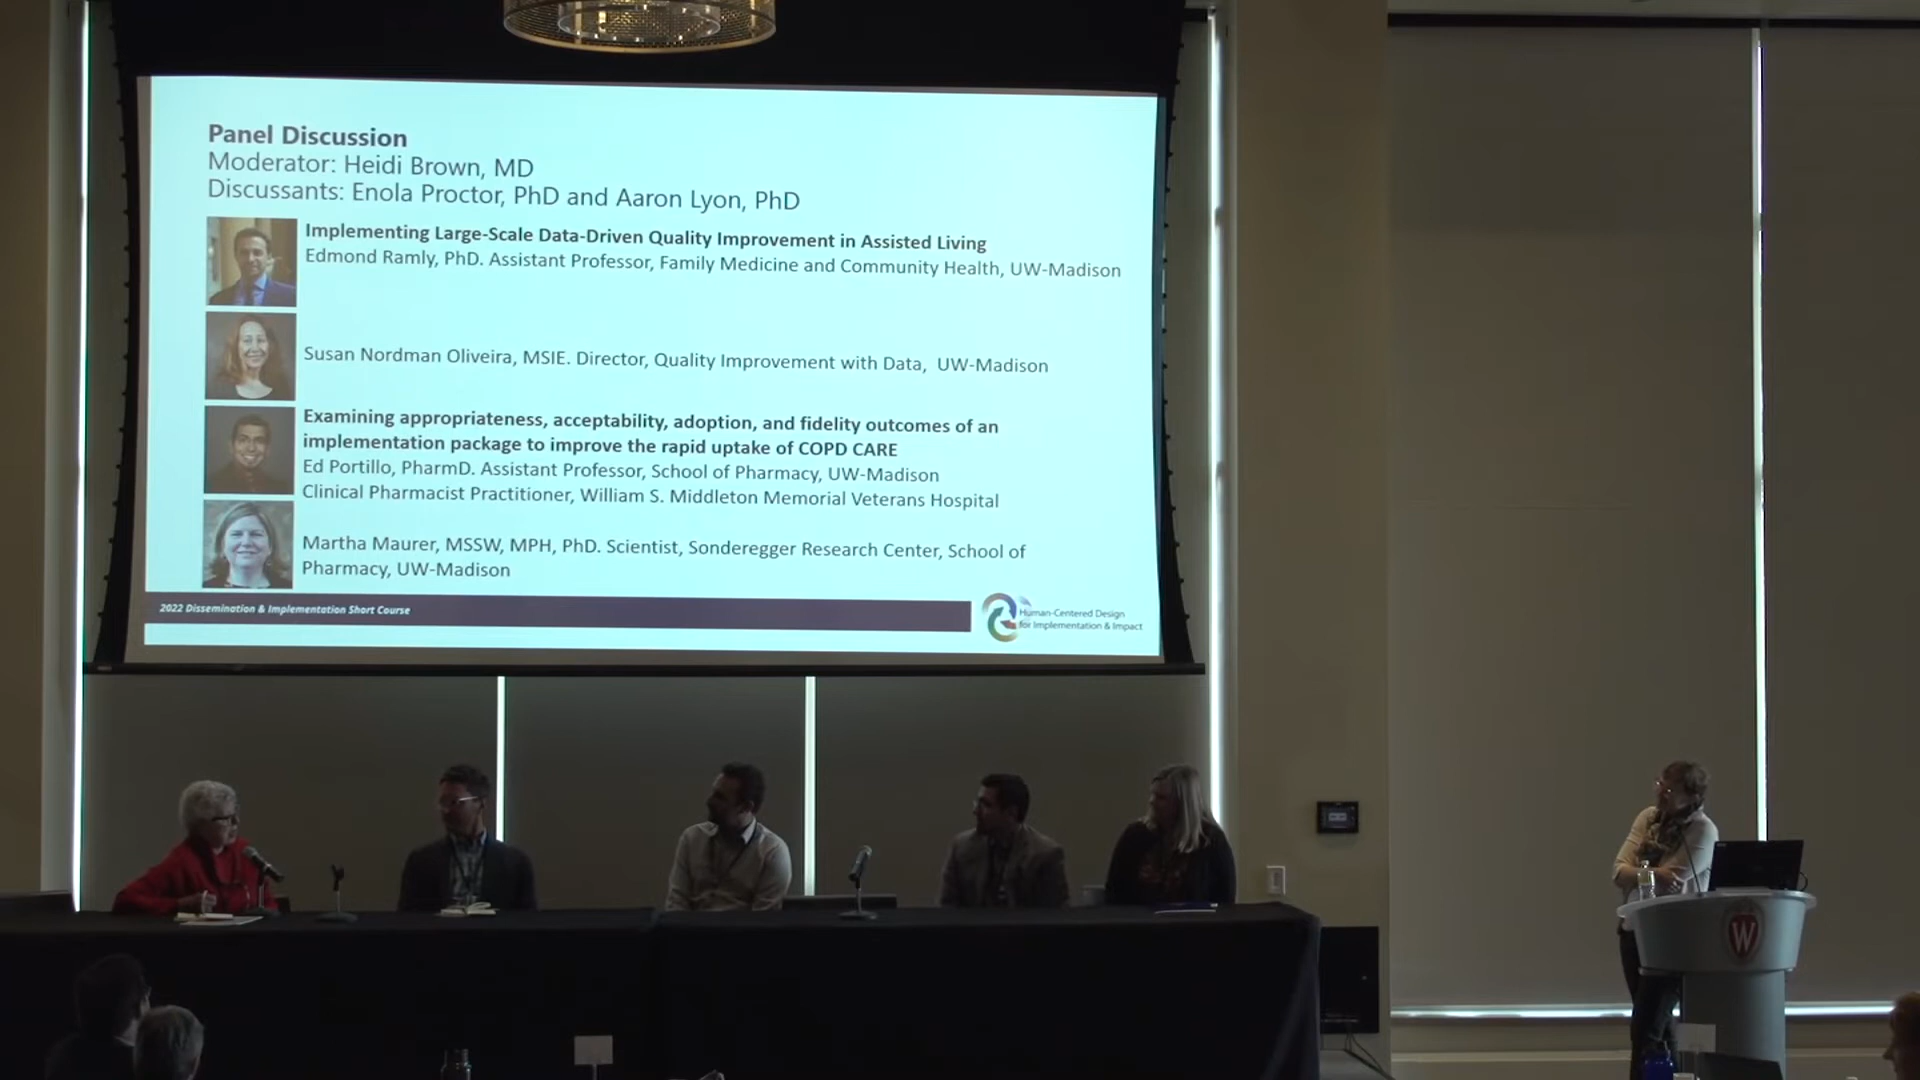 Panel Discussion
Moderator: Heidi Brown, MD
Discussants: Enola Proctor, PhD and Aaron Lyon, PhD
Implementing Large-Scale Data-Driven Quality Improvement in Assisted Living
Edmond Ramly, PhD. Assistant Professor, Family Medicine and Community Health, UW-Madison
Susan Nordman Oliveira, MSIE. Director, Quality Improvement with Data, UW-Madison
Examining appropriateness, acceptability, adoption, and fidelity outcomes of an
implementation package to improve the rapid uptake of COPD CARE
Ed Portillo, PharmD. Assistant Professor, School of Pharmacy, UW-Madison
Clinical Pharmacist Practitioner, William S. Middleton Memorial Veterans Hospital
Martha Maurer, MSSW, MPH, PhD. Scientist, Sonderegger Research Center, School of
Pharmacy, UW-Madison
2022 Dissemination & Implementation Short Course
Human-Centered Design
for Implementation & Impact
W